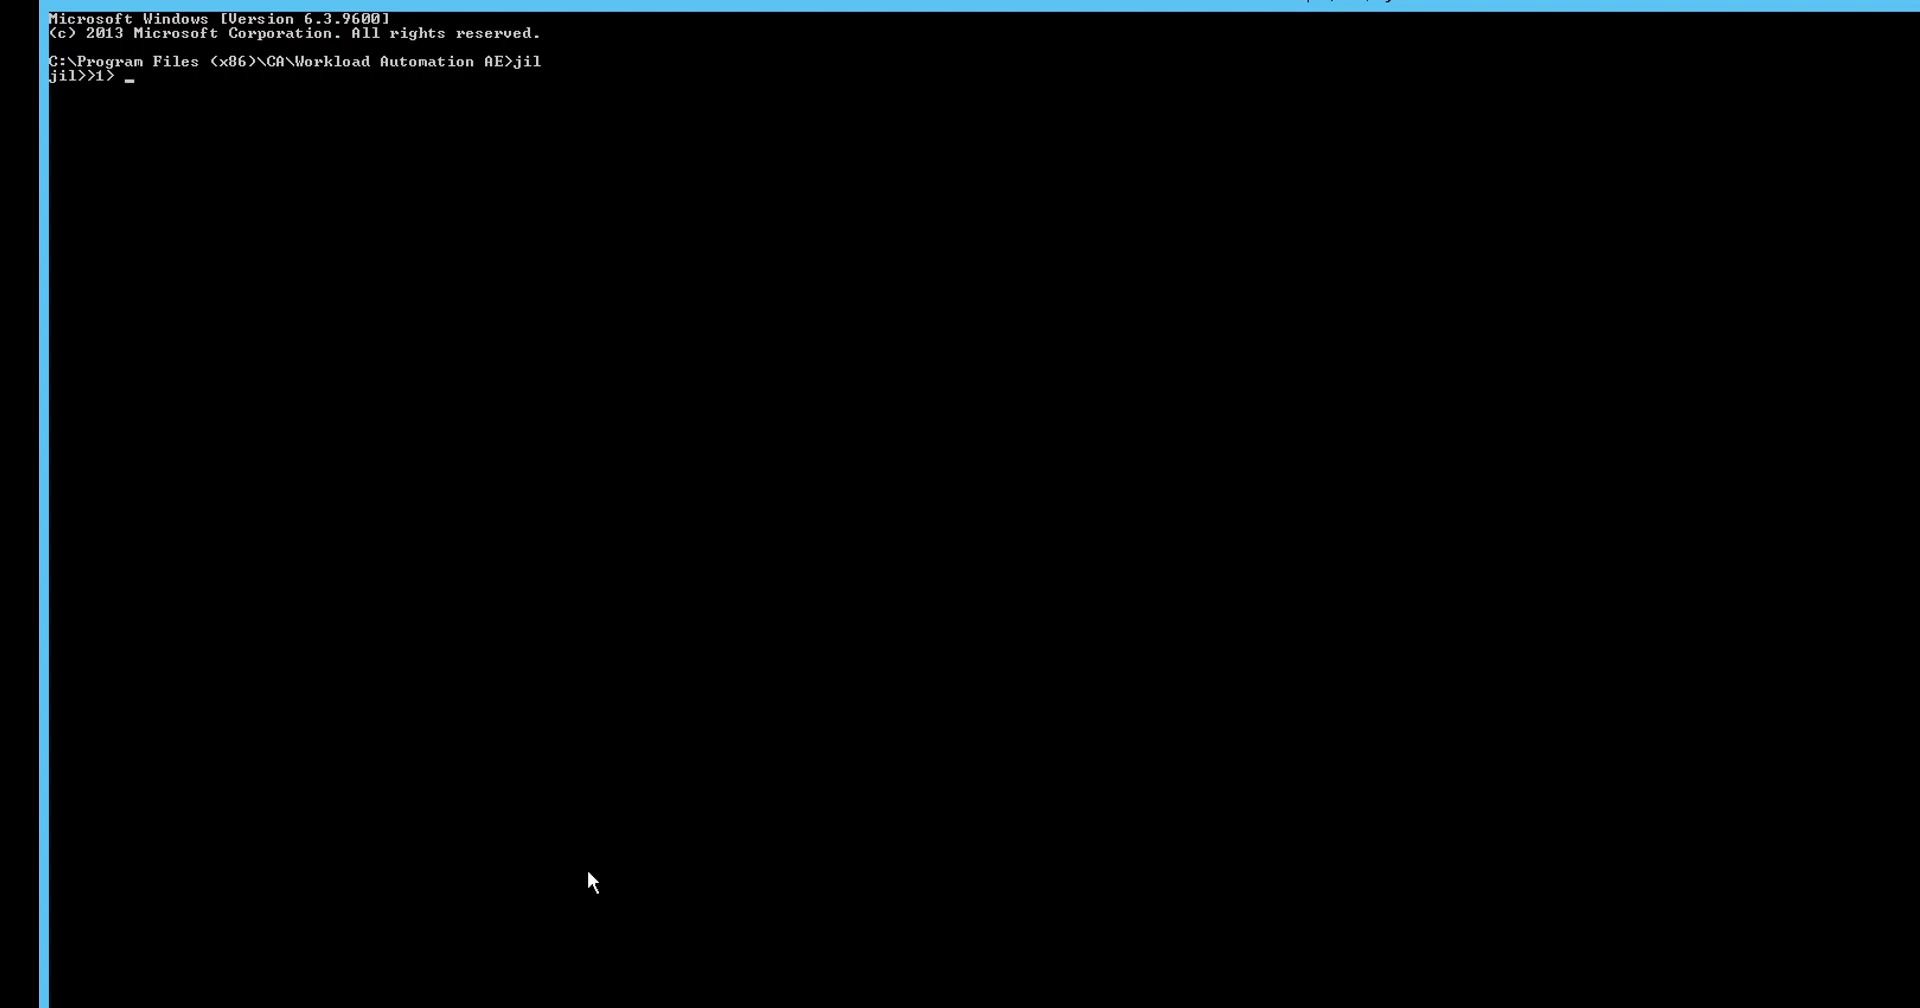 Microsoft Windows [Version 6.3.9600]
(c) 2013 Microsoft Corporation. All rights reserved.
C:\Program Files (x86)\CA\Workload Automation AE>jil
jil>>1> _